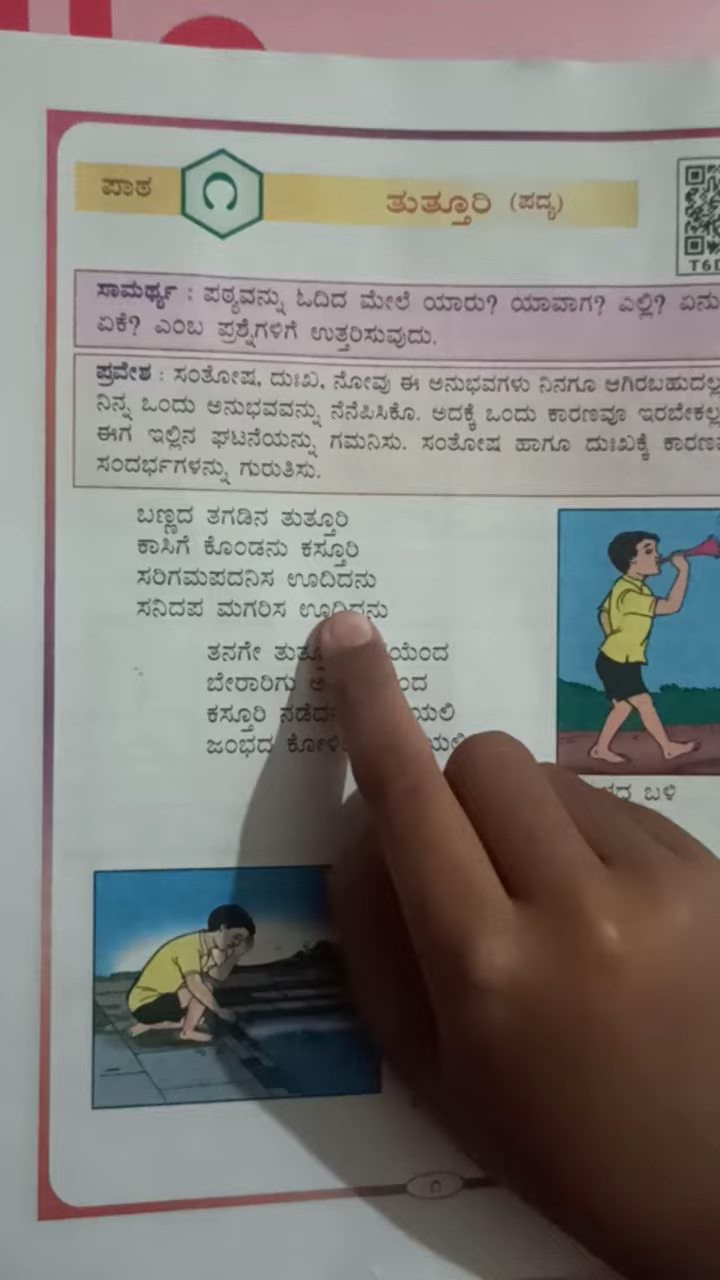 ಪಾಠ ೧ ತುತ್ತೂರಿ (ಪದ್ಯ)
T6
ಸಾಮರ್ಥ್ಯ : ಪಠ್ಯವನ್ನು ಓದಿದ ಮೇಲೆ ಯಾರು? ಯಾವಾಗ? ಎಲ್ಲಿ? ಏನು
ಏಕೆ? ಎಂಬ ಪ್ರಶ್ನೆಗಳಿಗೆ ಉತ್ತರಿಸುವುದು.
ಪ್ರವೇಶ : ಸಂತೋಷ, ದುಃಖ, ನೋವು ಈ ಅನುಭವಗಳು ನಿನಗೂ ಆಗಿರಬಹುದಲ್ಲ
ನಿನ್ನ ಒಂದು ಅನುಭವವನ್ನು ನೆನೆಪಿಸಿಕೊ. ಅದಕ್ಕೆ ಒಂದು ಕಾರಣವೂ ಇರಬೇಕಲ್ಲ
ಈಗ ಇಲ್ಲಿನ ಘಟನೆಯನ್ನು ಗಮನಿಸು. ಸಂತೋಷ ಹಾಗೂ ದುಃಖಕ್ಕೆ ಕಾರಣ
ಸಂದರ್ಭಗಳನ್ನು ಗುರುತಿಸು.
ಬಣ್ಣದ ತಗಡಿನ ತುತ್ತೂರಿ
ಕಾಸಿಗೆ ಕೊಂಡನು ಕಸ್ತೂರಿ
ಸರಿಗಮಪದನಿಸ ಊದಿದನು
ಸನಿದಪ ಮಗರಿಸ ಊದಿದನು
ತನಗೇ ಯೆಂದ
ಬೇರಾರಿಗು ಂದ
ಕಸ್ತೂರಿ ನಡೆದ ಯಲಿ
ಜಂಭದ ಕೋಳಿ
ಬಳಿ
೧